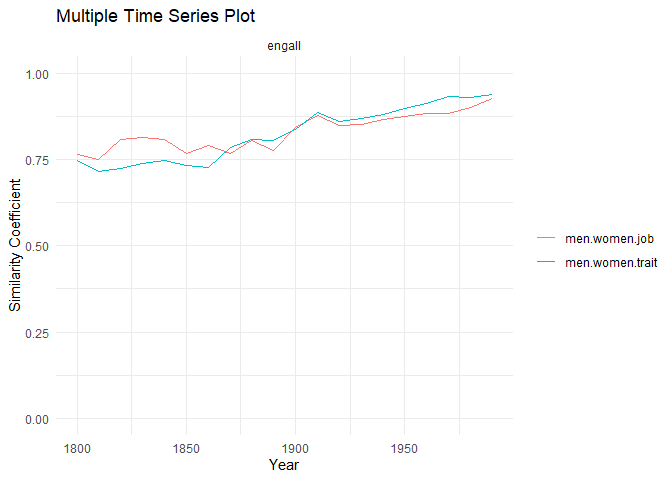 Multiple Time Series Plot
engall
Similarity Coefficient
1.00
0.75
0.50
0.25
0.00
1800 1850 1900 1950
Year
men.women.job
men.women.trait